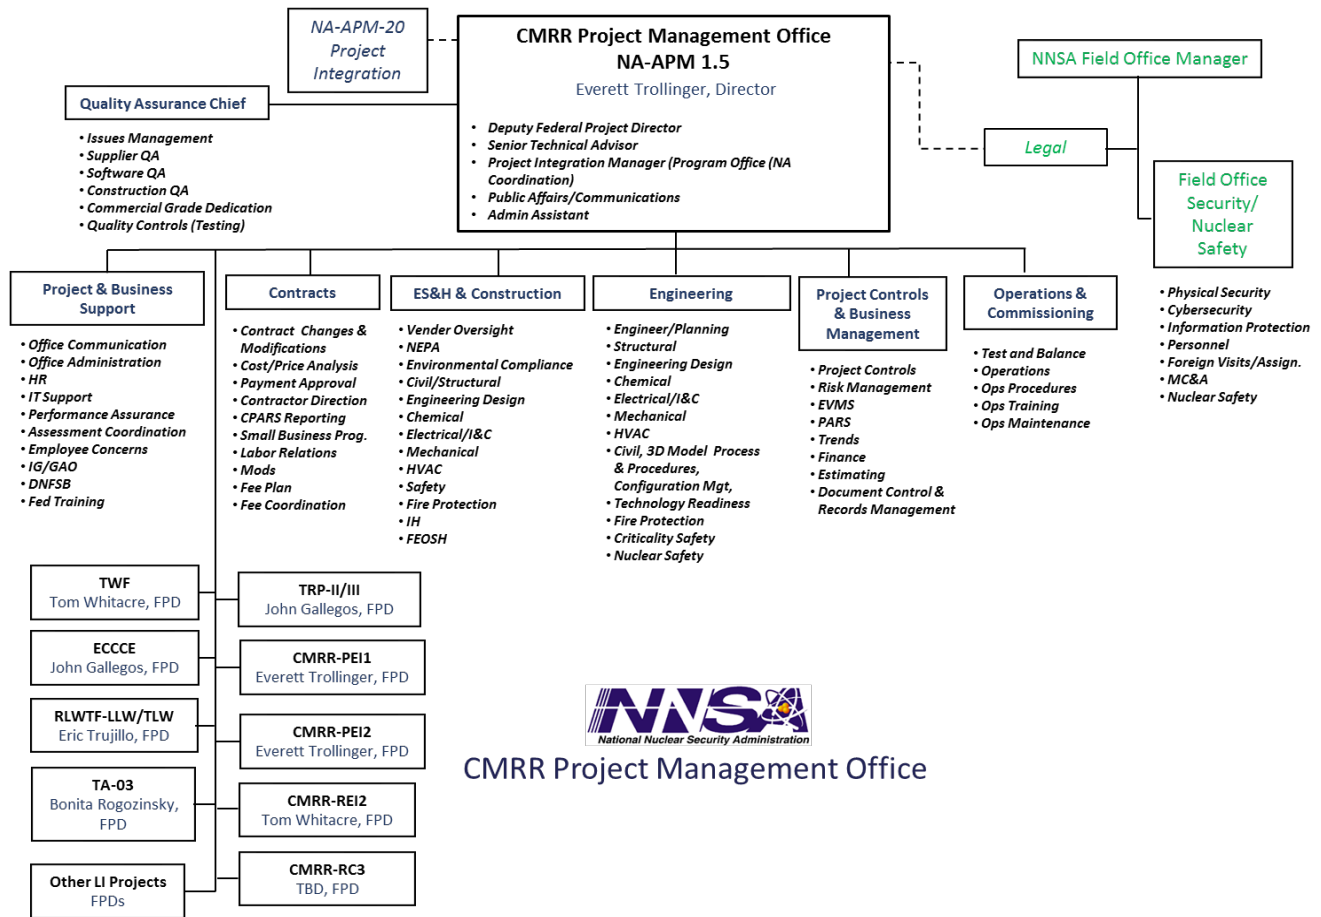 NA-APM-20
Project
Integration
CMRR Project Management Office
NA-APM 1.5
Everett Trollinger, Director
• Deputy Federal Project Director
• Senior Technical Advisor
• Project Integration Manager (Program Office (NA
Coordination)
• Public Affairs/Communications
• Admin Assistant
NNSA Field Office Manager
Legal
Field Office
Security/
Nuclear
Safety
• Physical Security
• Cybersecurity
• Information Protection
• Personnel
• Foreign Visits/Assign.
• MC&A
• Nuclear Safety
Quality Assurance Chief
• Issues Management
• Supplier QA
• Software QA
• Construction QA
• Commercial Grade Dedication
• Quality Controls (Testing)
Project & Business
Support
• Office Communication
• Office Administration
• HR
• IT Support
• Performance Assurance
• Assessment Coordination
• Employee Concerns
• IG/GAO
• DNFSB
• Fed Training
Contracts
• Contract Changes &
Modifications
• Cost/Price Analysis
• Payment Approval
• Contractor Direction
• CPARS Reporting
• Small Business Prog.
• Labor Relations
• Mods
• Fee Plan
• Fee Coordination
ES&H & Construction
• Vender Oversight
• NEPA
• Environmental Compliance
• Civil/Structural
• Engineering Design
• Chemical
• Electrical/I&C
• Mechanical
• HVAC
• Safety
• Fire Protection
• IH
• FEOSH
Engineering
• Engineer/Planning
• Structural
• Engineering Design
• Chemical
• Electrical/I&C
• Mechanical
• HVAC
• Civil, 3D Model Process
& Procedures,
Configuration Mgt,
• Technology Readiness
• Fire Protection
• Criticality Safety
• Nuclear Safety
Project Controls
& Business
Management
• Project Controls
• Risk Management
• EVMS
• PARS
• Trends
• Finance
• Estimating
• Document Control &
Records Management
Operations &
Commissioning
• Test and Balance
• Operations
• Ops Procedures
• Ops Training
• Ops Maintenance
TWF
Tom Whitacre, FPD
TRP-II/III
John Gallegos, FPD
ECCCE
John Gallegos, FPD
CMRR-PEI1
Everett Trollinger, FPD
RLWTF-LLW/TLW
Eric Trujillo, FPD
CMRR-PEI2
Everett Trollinger, FPD
TA-03
Bonita Rogozinsky,
FPD
CMRR-REI2
Tom Whitacre, FPD
Other LI Projects
FPDs
CMRR-RC3
TBD, FPD
NNSA
National Nuclear Security Administration
CMRR Project Management Office